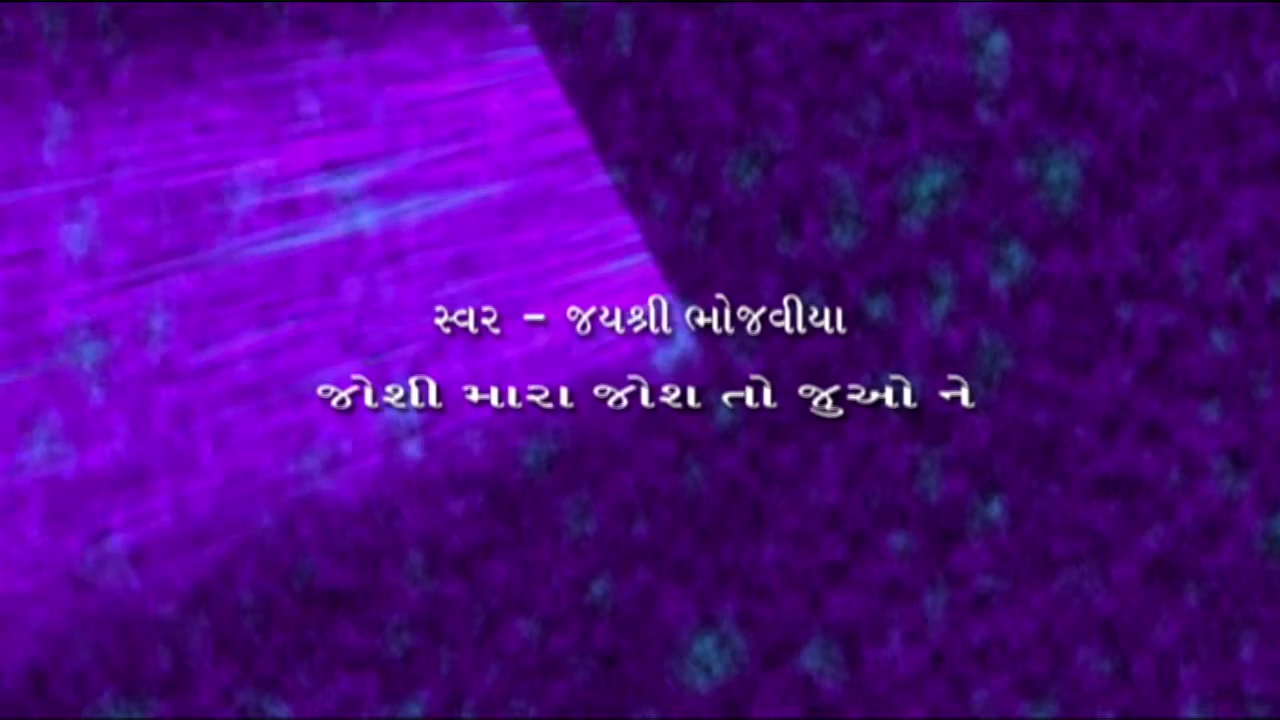 સ્વર - જયશ્રી ભોજવીયા
જોશી મારા જોશ તો જુઓ ને